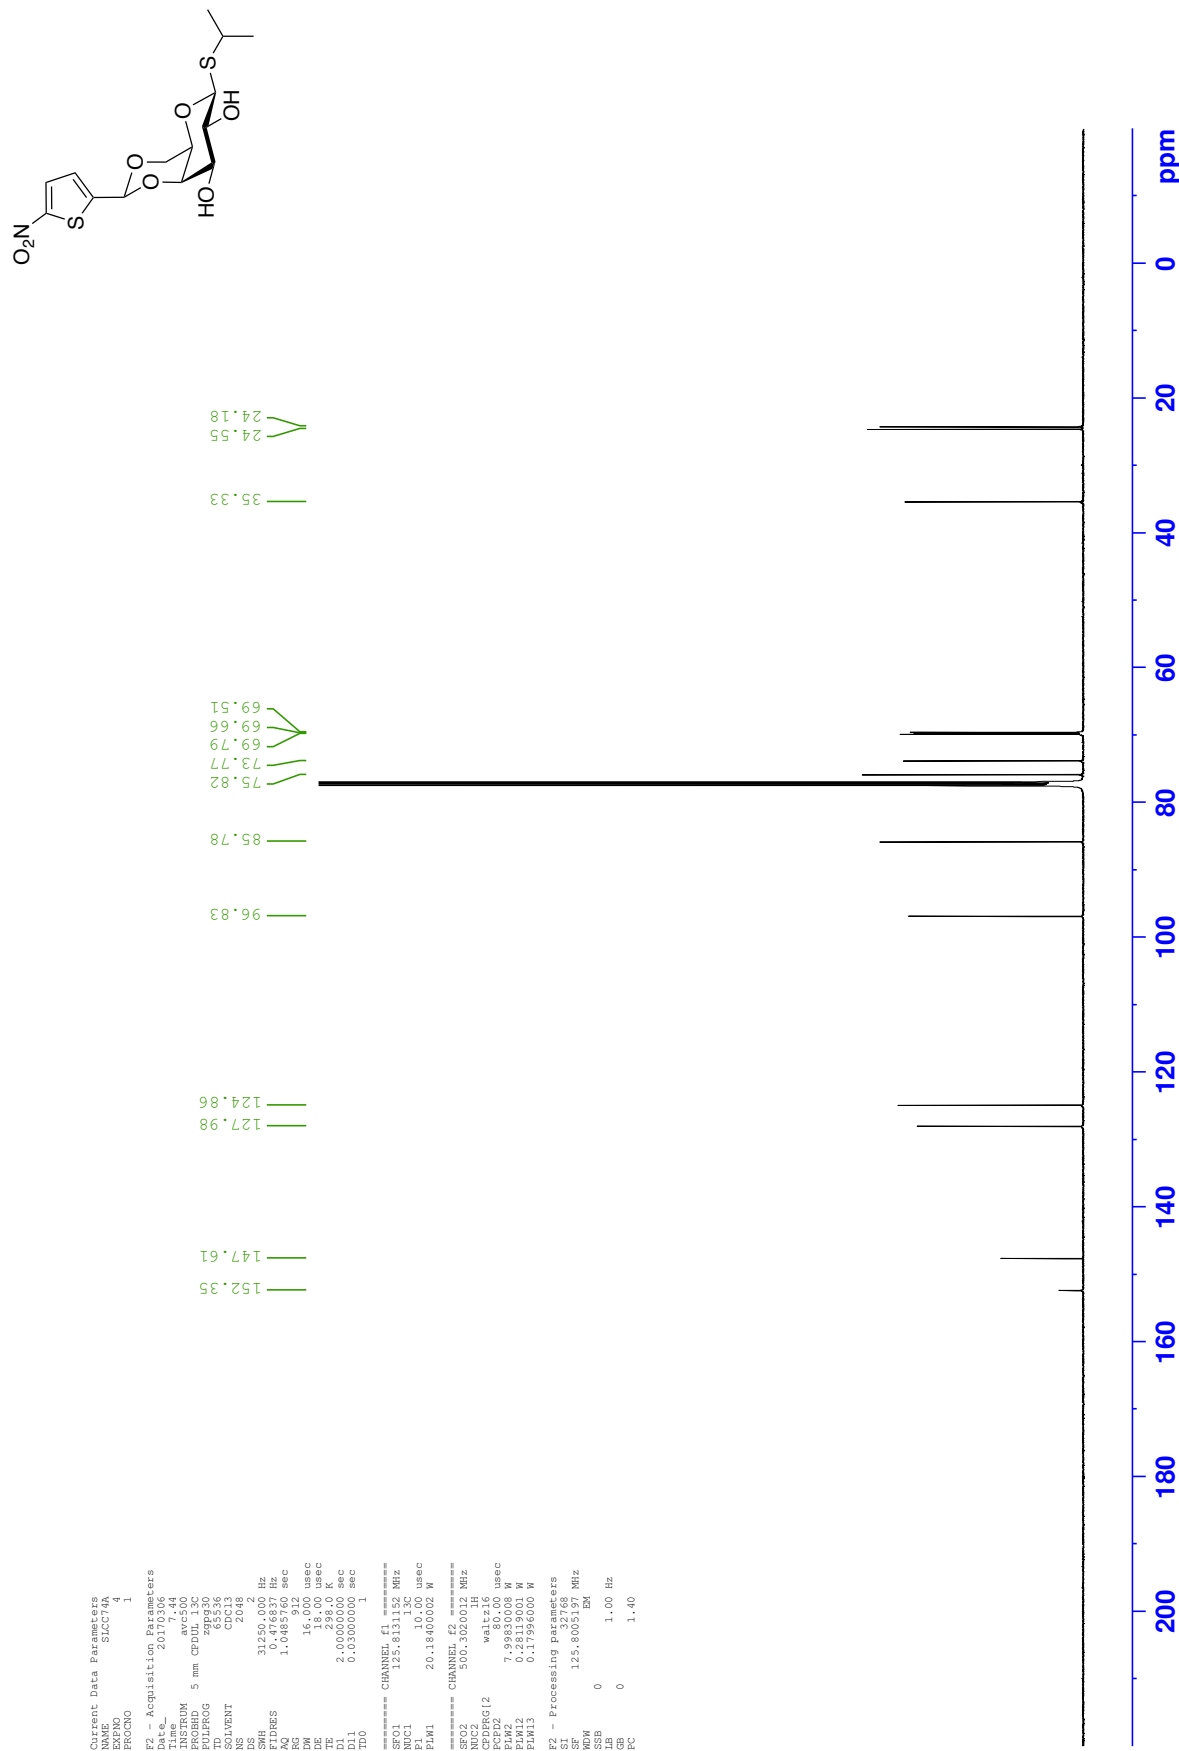 Current Data Parameters
NAME SLCC74A
EXPNO 4
PROCNO 1
F2 - Acquisition Parameters
Date_ 20170306
Time 7.44
INSTRUM avc500
PROBHD 5 mm CPDUL 13C
PULPROG zgpg30
TD 65536
SOLVENT CDCl3
NS 2048
DS 2
SWH 31250.000 Hz
FIDRES 0.476837 Hz
AQ 1.0485760 sec
RG 912
DW 16.000 usec
DE 18.00 usec
TE 298.0 K
D1 2.00000000 sec
D11 0.03000000 sec
TD0 1
======== CHANNEL f1 ========
SFO1 125.8131152 MHz
NUC1 13C
P1 10.00 usec
PLW1 20.18400002 W
======== CHANNEL f2 ========
SFO2 500.3020012 MHz
NUC2 1H
CPDPRG[2 waltz16
PCPD2 80.00 usec
PLW2 7.99830008 W
PLW12 0.28119001 W
PLW13 0.17996000 W
F2 - Processing parameters
SI 32768
SF 125.8005197 MHz
WDW EM
SSB 0
LB 1.00 Hz
GB 0
PC 1.40
152.35
147.61
127.98
124.86
96.83
85.78
75.82
73.77
69.79
69.66
69.51
35.33
24.55
24.18
O2N
S
O
O
HO
O
OH
S
200 180 160 140 120 100 80 60 40 20 0 ppm